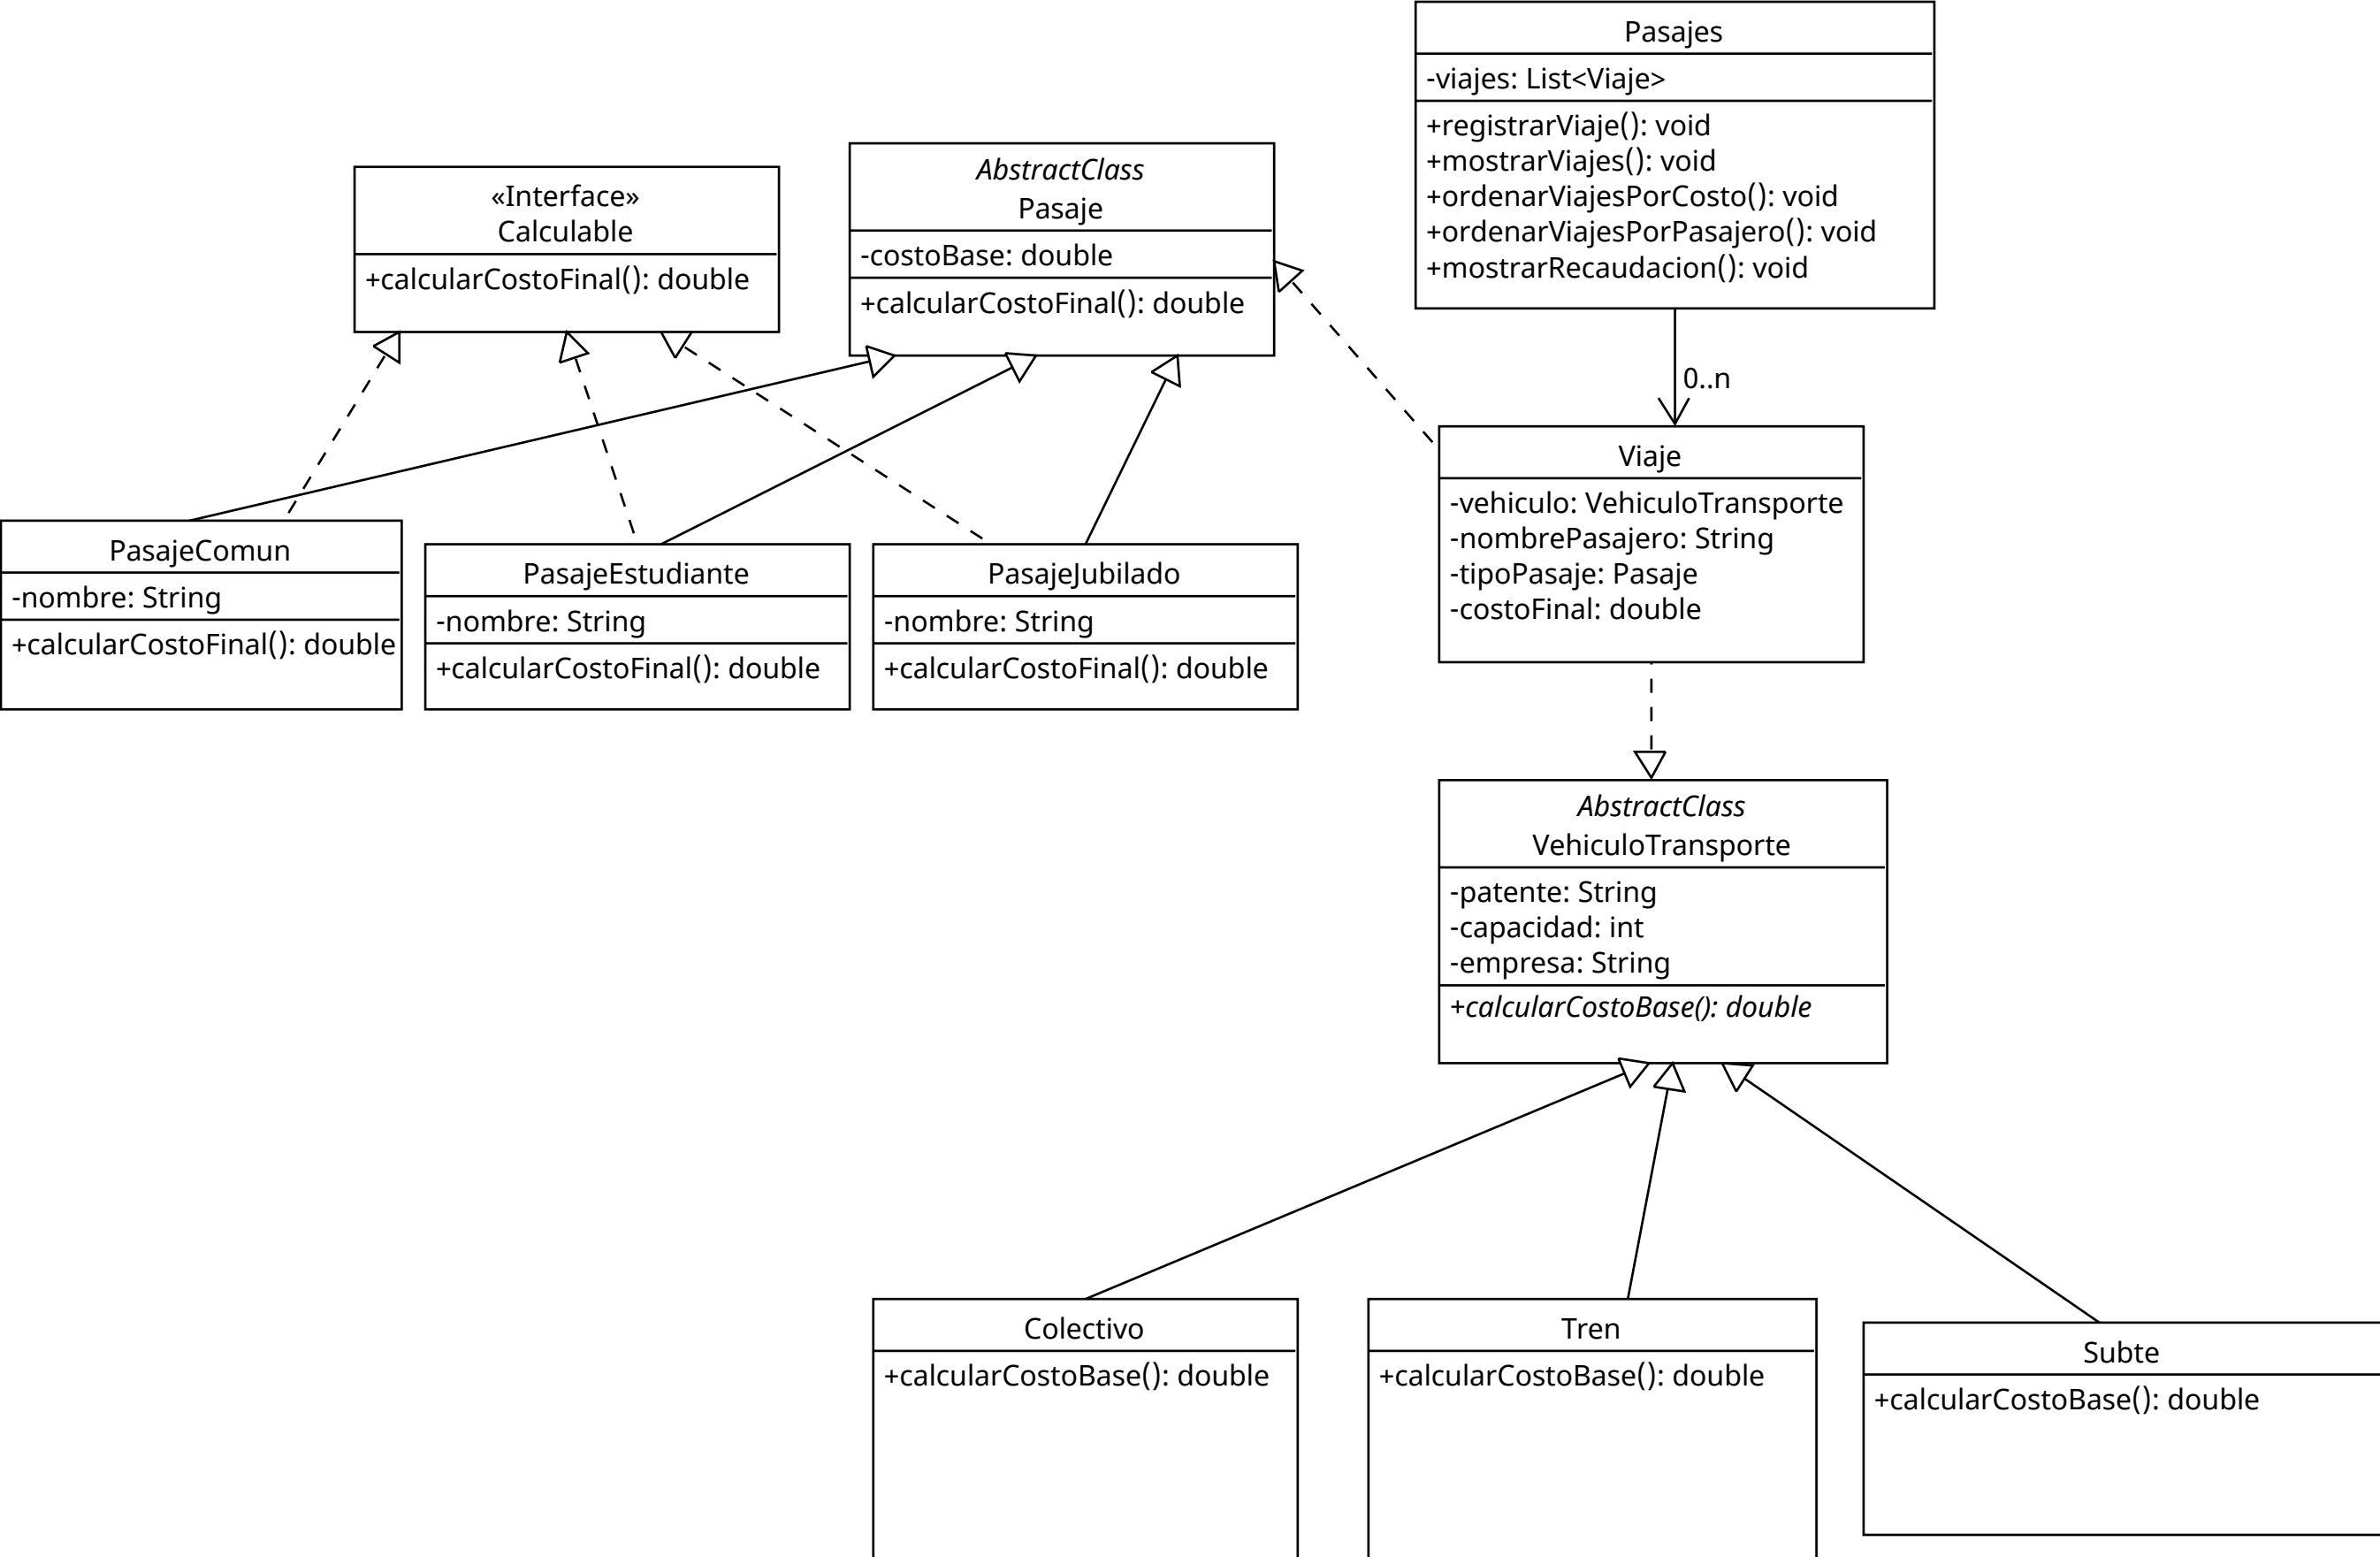 Pasajes
-viajes: List<Viaje>
+registrarViaje(): void
+mostrarViajes(): void
+ordenarViajesPorCosto(): void
+ordenarViajesPorPasajero(): void
+mostrarRecaudacion(): void
«Interface»
Calculable
+calcularCostoFinal(): double
AbstractClass
Pasaje
-costoBase: double
+calcularCostoFinal(): double
0..n
Viaje
-vehiculo: VehiculoTransporte
-nombrePasajero: String
-tipoPasaje: Pasaje
-costoFinal: double
PasajeComun
-nombre: String
+calcularCostoFinal(): double
PasajeEstudiante
-nombre: String
+calcularCostoFinal(): double
PasajeJubilado
-nombre: String
+calcularCostoFinal(): double
AbstractClass
VehiculoTransporte
-patente: String
-capacidad: int
-empresa: String
+calcularCostoBase(): double
Colectivo
+calcularCostoBase(): double
Tren
+calcularCostoBase(): double
Subte
+calcularCostoBase(): double